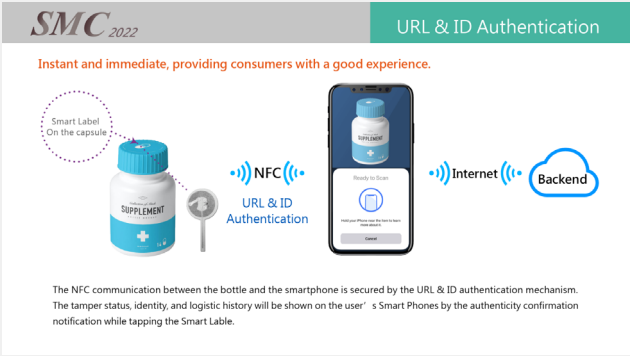 SMC 2022
URL & ID Authentication
Instant and immediate, providing consumers with a good experience.
Smart Label
On the capsule
SUPPLEMENT
NFC
URL & ID
Authentication
Ready to Scan
Cancel
Internet
Backend
The NFC communication between the bottle and the smartphone is secured by the URL & ID authentication mechanism.
The tamper status, identity, and logistic history will be shown on the user's Smart Phones by the authenticity confirmation
notification while tapping the Smart Lable.